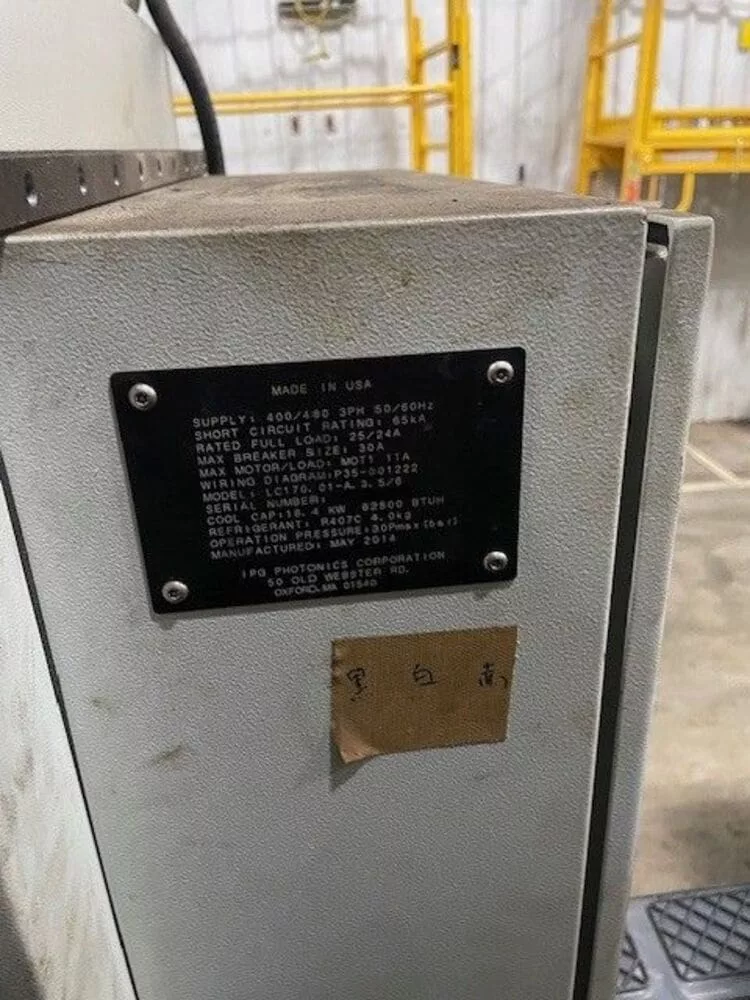 MADE IN USA
SUPPLY: 400/480 3PH 50/60Hz
SHORT CIRCUIT RATING: 65kA
RATED FULL LOAD: 25/24A
MAX BREAKER SIZE: 30A
MAX MOTOR/LOAD: MOT1 11A
WIRING DIAGRAM:P35-001222
MODEL: LC170.01-A.3.5/6
SERIAL NUMBER:
COOL CAP:18.4 KW 62800 BTUH
REFRIGERANT: R407C 4.0kg
OPERATION PRESSURE:30Pmax(bar)
MANUFACTURED: MAY 2014
IPG PHOTONICS CORPORATION
50 OLD WEBSTER RD.
OXFORD, MA 01540
黒 白